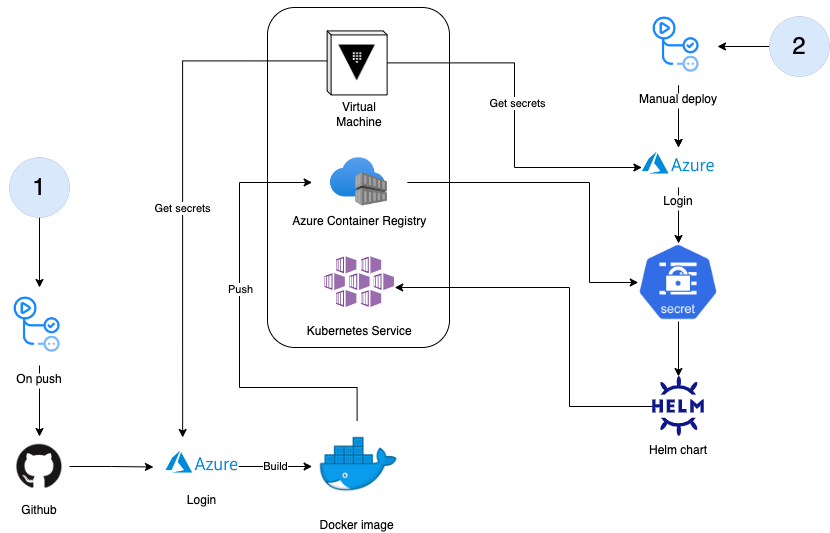 2
Manual deploy
Virtual
Machine
Get secrets
Azure
Login
1
Get secrets
Azure Container Registry
Push
secret
Kubernetes Service
On push
HELM
Helm chart
Azure
Build
Github
Login
Docker image